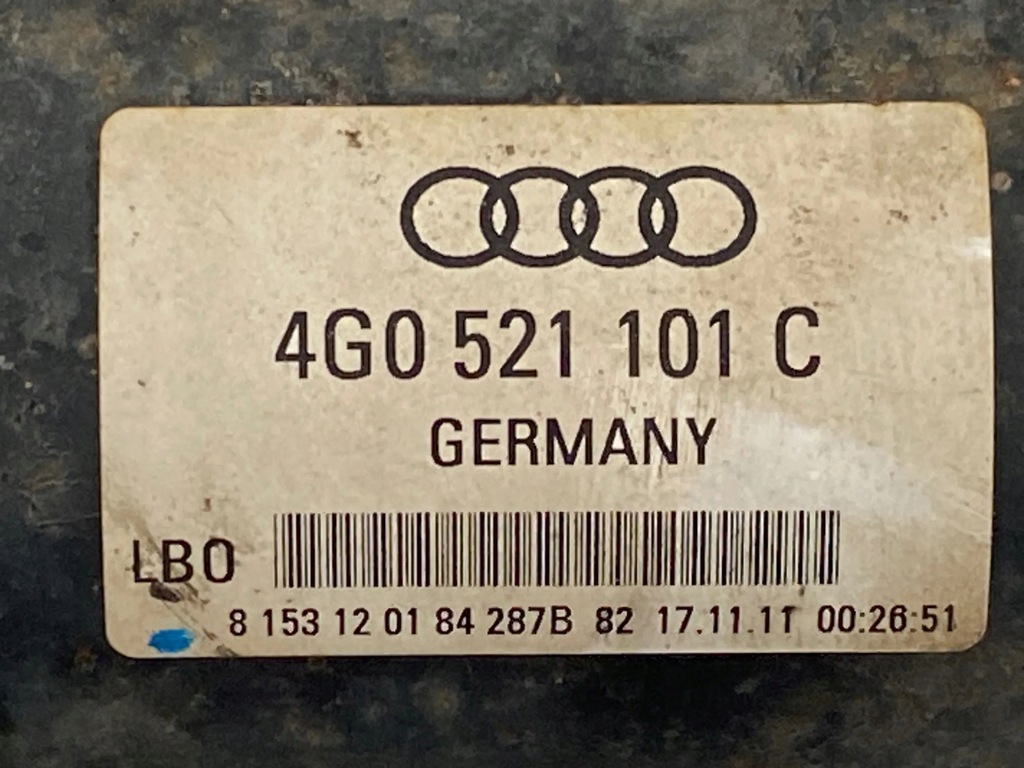 4G0 521 101 C
GERMANY
LBO
8 153 12 01 84 287B 82 17.11.11 00:26:51